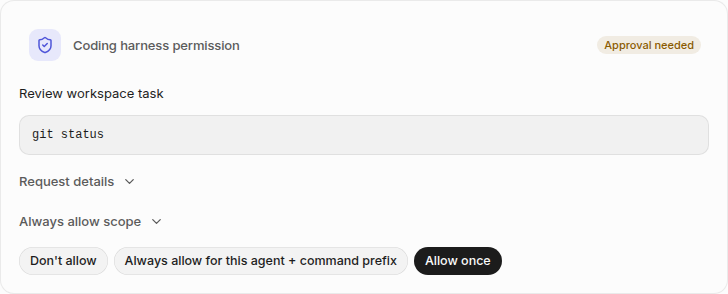 Coding harness permission
Approval needed
Review workspace task
git status
Request details
Always allow scope
Don't allow
Always allow for this agent + command prefix
Allow once